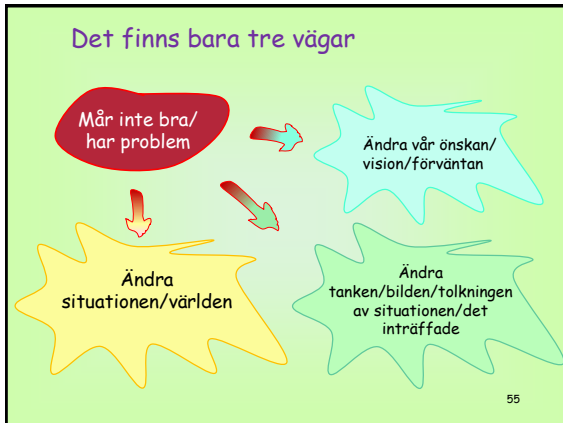 Det finns bara tre vägar
Mår inte bra/
har problem
Ändra vår önskan/
vision/förväntan
Ändra
situationen/världen
Ändra
tanken/bilden/tolkningen
av situationen/det
inträffade
55